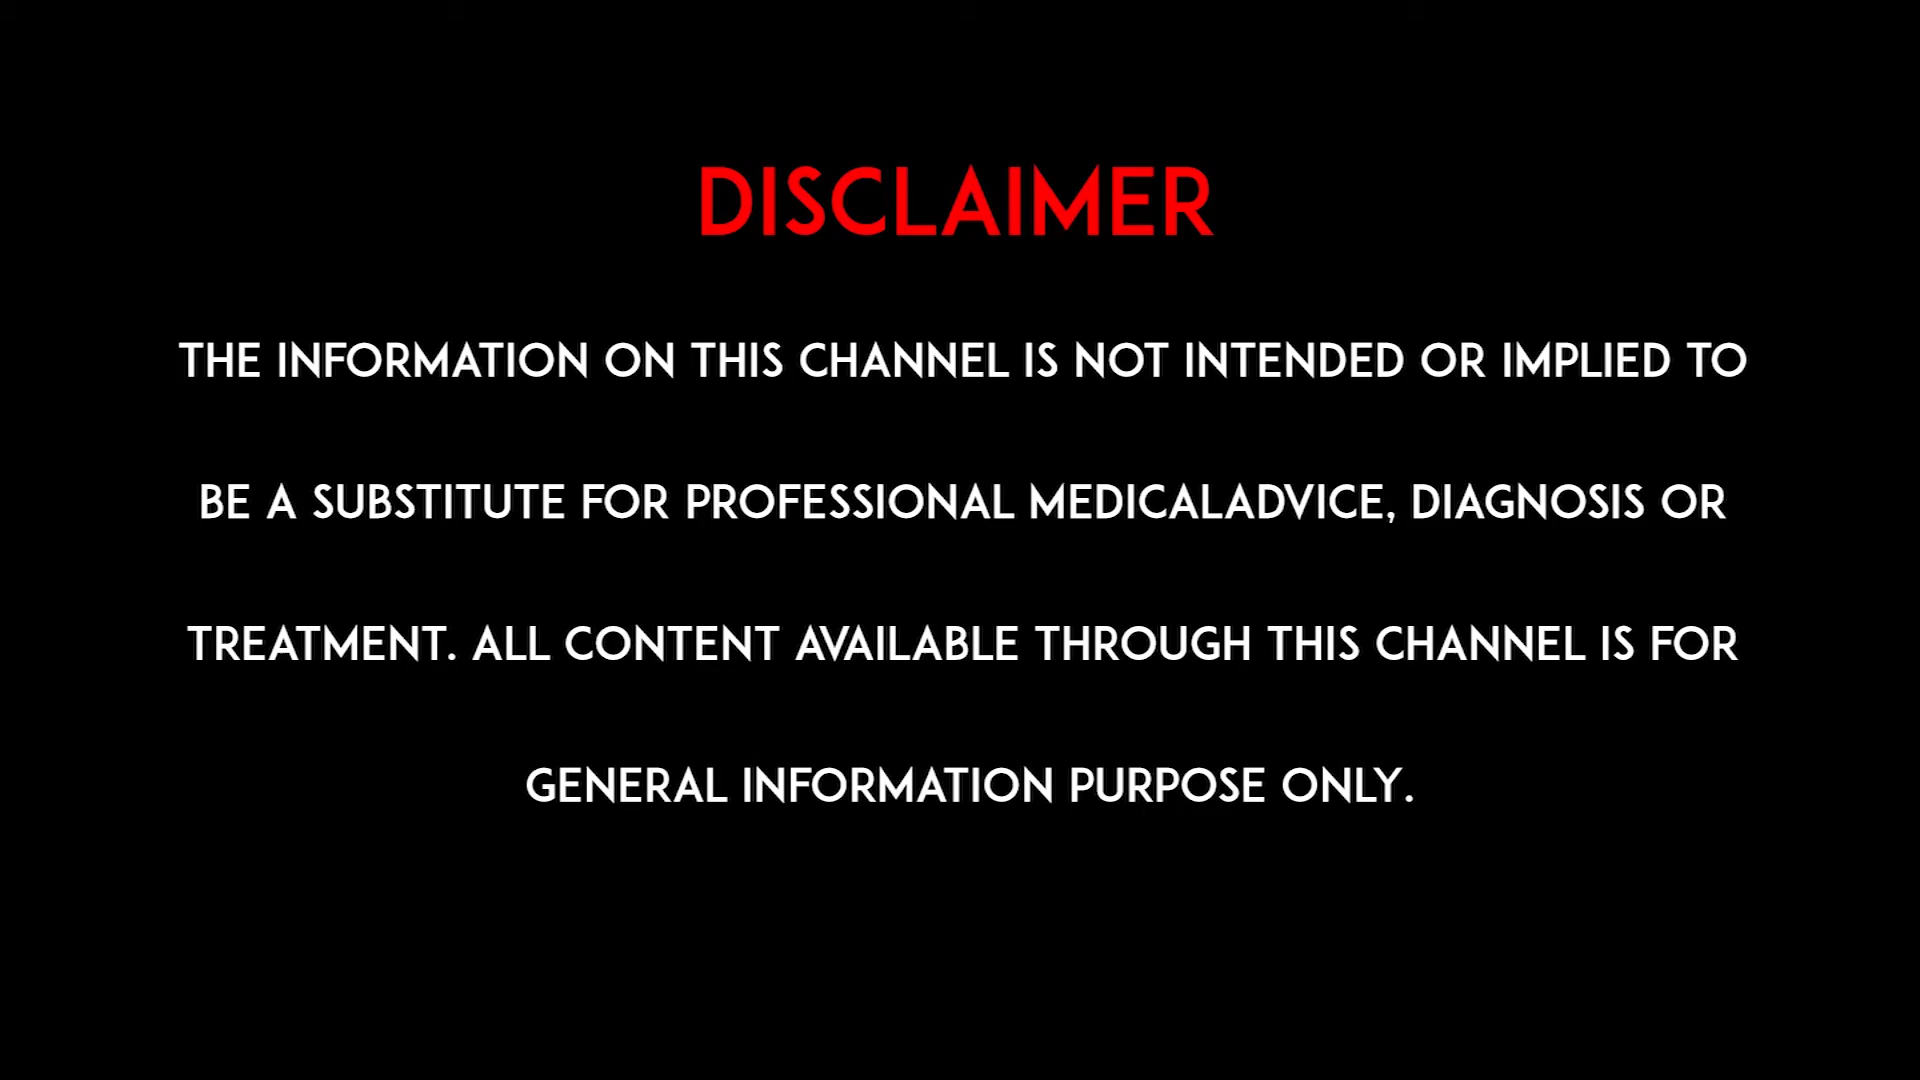 DISCLAIMER
THE INFORMATION ON THIS CHANNEL IS NOT INTENDED OR IMPLIED TO
BE A SUBSTITUTE FOR PROFESSIONAL MEDICALADVICE, DIAGNOSIS OR
TREATMENT. ALL CONTENT AVAILABLE THROUGH THIS CHANNEL IS FOR
GENERAL INFORMATION PURPOSE ONLY.